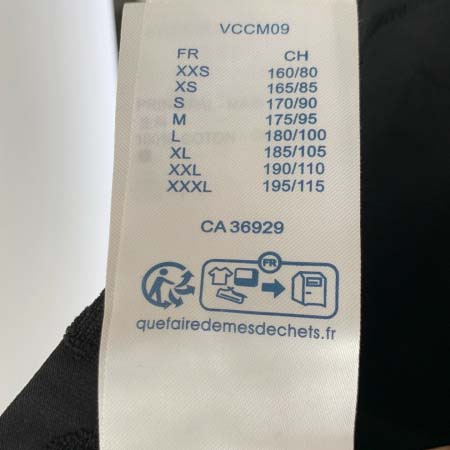 VCCM09
FR CH
XXS 160/80
XS 165/85
S 170/90
M 175/95
L 180/100
XL 185/105
XXL 190/110
XXXL 195/115
CA 36929
FR
quefairedemesdechets.fr